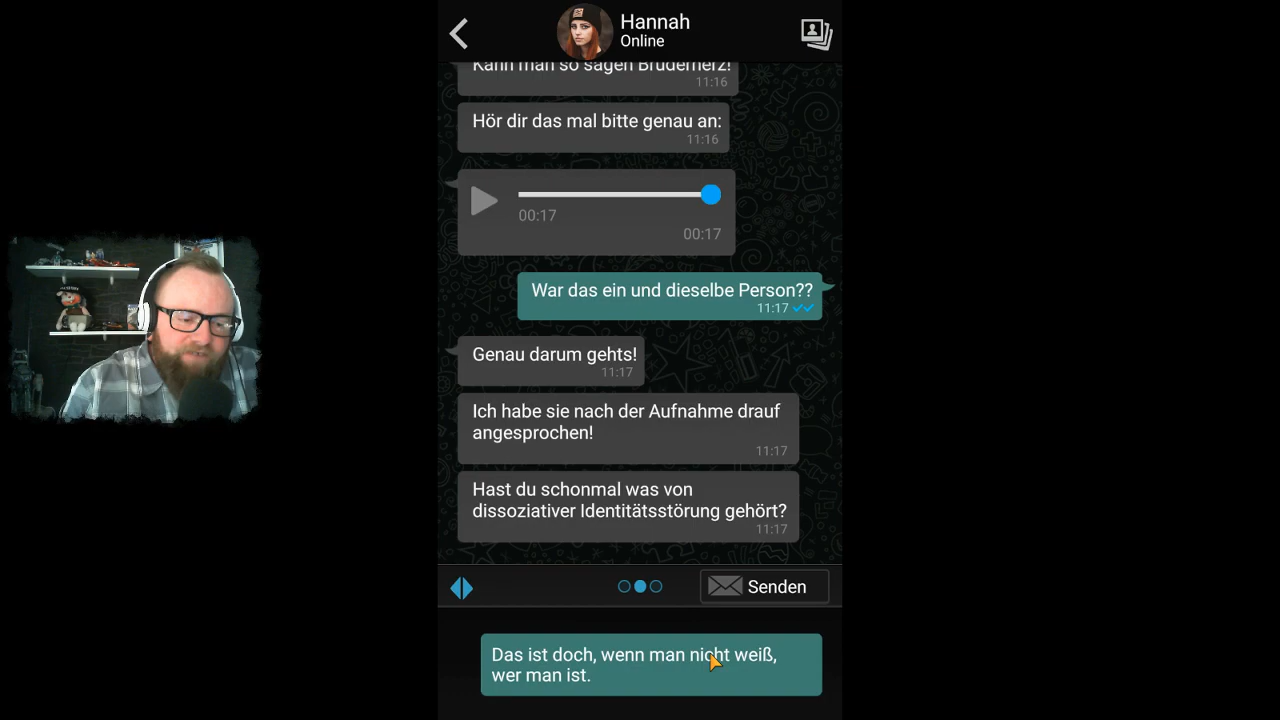 Hannah
Online
Kann man so sagen Bruderherz!
11:16
Hör dir das mal bitte genau an:
11:16
00:17
00:17
War das ein und dieselbe Person??
11:17
Genau darum gehts!
11:17
Ich habe sie nach der Aufnahme drauf
angesprochen!
11:17
Hast du schonmal was von
dissoziativer Identitätsstörung gehört?
11:17
Senden
Das ist doch, wenn man nicht weiß,
wer man ist.